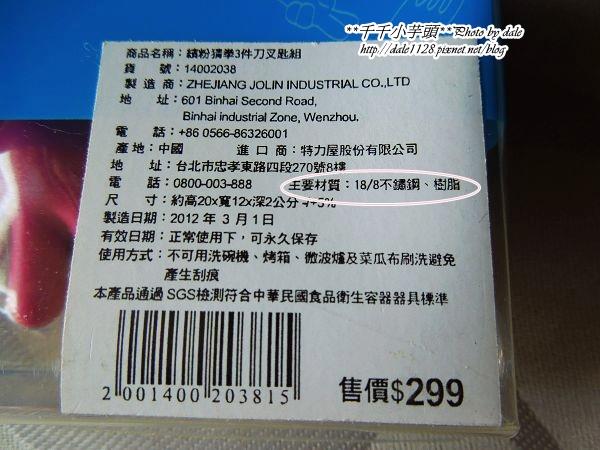 **千千小芋頭**Photo by dale
http://dale1128.pixnet.net/blog
商品名稱：繽粉猜拳3件刀叉匙組
貨　號：14002038
製 造 商：ZHEJIANG JOLIN INDUSTRIAL CO.,LTD
地　址：601 Binhai Second Road,
Binhai industrial Zone, Wenzhou.
電　話：+86 0566-86326001
產地：中國　進口商：特力屋股份有限公司
地　址：台北市忠孝東路四段270號8樓
電　話：0800-003-888　主要材質：18/8不鏽鋼、樹脂
尺　寸：約高20x寬12x深2公分+-5%
製造日期：2012 年 3 月 1 日
有效日期：正常使用下，可永久保存
使用方式：不可用洗碗機、烤箱、微波爐及菜瓜布刷洗避免
產生刮痕
本產品通過 SGS檢測符合中華民國食品衛生容器器具標準
2 001400 203815
售價$299